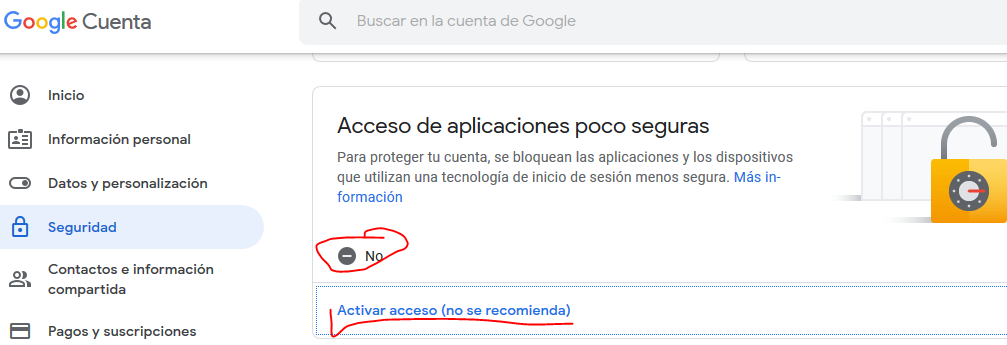 Google Cuenta
Buscar en la cuenta de Google
Inicio
Información personal
Datos y personalización
Seguridad
Contactos e información
compartida
Pagos y suscripciones
Acceso de aplicaciones poco seguras
Para proteger tu cuenta, se bloquean las aplicaciones y los dispositivos
que utilizan una tecnología de inicio de sesión menos segura. Más in-
formación
No
Activar acceso (no se recomienda)